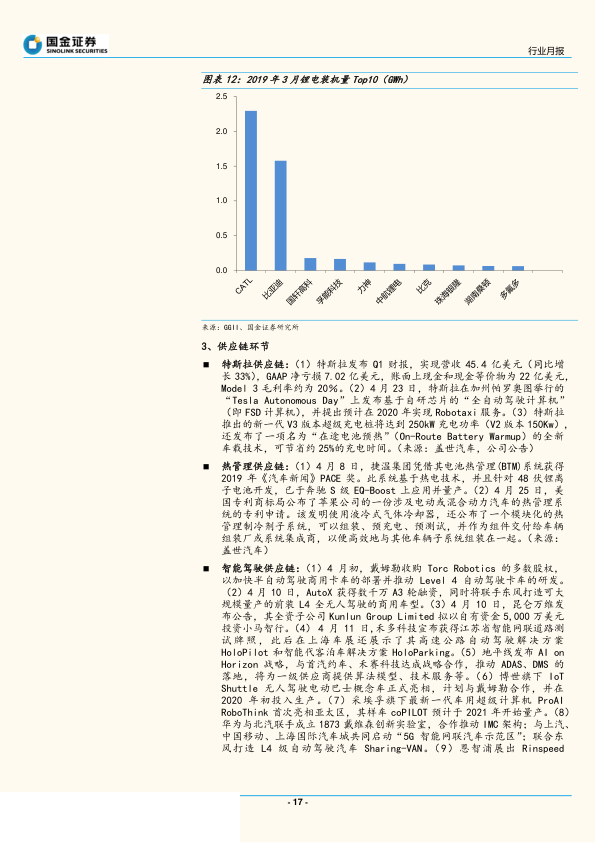 国金证券
SINOLINK SECURITIES
行业月报
图表 12：2019 年 3 月锂电装机量 Top10（GWh）
2.5
2.0
1.5
1.0
0.5
0.0
CATL
比亚迪
国轩高科
孚能科技
力神
中航锂电
比克
珠海银隆
湖南桑顿
多氟多
来源：GGII、国金证券研究所
3、供应链环节
■ 特斯拉供应链：（1）特斯拉发布 Q1 财报，实现营收 45.4 亿美元（同比增
长 33%），GAAP 净亏损 7.02 亿美元，账面上现金和现金等价物为 22 亿美元，
Model 3 毛利率约为 20%。（2）4 月 23 日，特斯拉在加州帕罗奥图举行的
“Tesla Autonomous Day”上发布基于自研芯片的“全自动驾驶计算机”
（即 FSD 计算机），并提出预计在 2020 年实现 Robotaxi 服务。（3）特斯拉
推出的新一代 V3 版本超级充电桩将达到 250kW 充电功率（V2 版本 150Kw），
还发布了一项名为“在途电池预热”（On-Route Battery Warmup）的全新
车载技术，可节省约 25%的充电时间。（来源：盖世汽车，公司公告）
■ 热管理供应链：（1）4 月 8 日，捷温集团凭借其电池热管理(BTM)系统获得
2019 年《汽车新闻》PACE 奖。此系统基于热电技术，并且针对 48 伏锂离
子电池开发，已于奔驰 S 级 EQ-Boost 上应用并量产。（2）4 月 25 日，美
国专利商标局公布了苹果公司的一份涉及电动或混合动力汽车的热管理系
统的专利申请。该发明使用液冷式气体冷却器，还公布了一个模块化的热
管理制冷剂子系统，可以组装、预充电、预测试，并作为组件交付给车辆
组装厂或系统集成商，以便高效地与其他车辆子系统组装在一起。（来源：
盖世汽车）
■ 智能驾驶供应链：（1）4 月初，戴姆勒收购 Torc Robotics 的多数股权，
以加快半自动驾驶商用卡车的部署并推动 Level 4 自动驾驶卡车的研发。
（2）4 月 10 日，AutoX 获得数千万 A3 轮融资，同时将联手东风打造可大
规模量产的前装 L4 全无人驾驶的商用车型。（3）4 月 10 日，昆仑万维发
布公告，其全资子公司 Kunlun Group Limited 拟以自有资金 5,000 万美元
投资小马智行。（4）4 月 11 日,禾多科技宣布获得江苏省智能网联道路测
试牌照，此后在上海车展还展示了其高速公路自动驾驶解决方案
HoloPilot 和智能代客泊车解决方案 HoloParking。（5）地平线发布 AI on
Horizon 战略，与首汽约车、禾赛科技达成战略合作，推动 ADAS、DMS 的
落地，将为一级供应商提供算法模型、技术服务等。（6）博世旗下 IoT
Shuttle 无人驾驶电动巴士概念车正式亮相，计划与戴姆勒合作，并在
2020 年初投入生产。（7）采埃孚旗下最新一代车用超级计算机 ProAI
RoboThink 首次亮相亚太区，其样车 coPILOT 预计于 2021 年开始量产。（8）
华为与北汽联手成立 1873 戴维森创新实验室，合作推动 IMC 架构；与上汽、
中国移动、上海国际汽车城共同启动“5G 智能网联汽车示范区”；联合东
风打造 L4 级自动驾驶汽车 Sharing-VAN。（9）恩智浦展出 Rinspeed
- 17 -